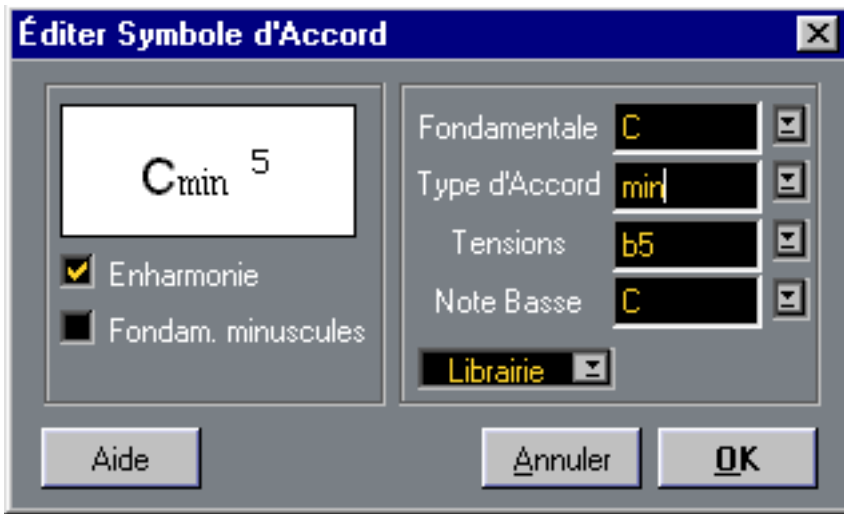 Éditer Symbole d'Accord
Cmin 5
Enharmonie
Fondam. minuscules
Fondamentale C
Type d'Accord min
Tensions b5
Note Basse C
Librairie
Aide
Annuler
OK